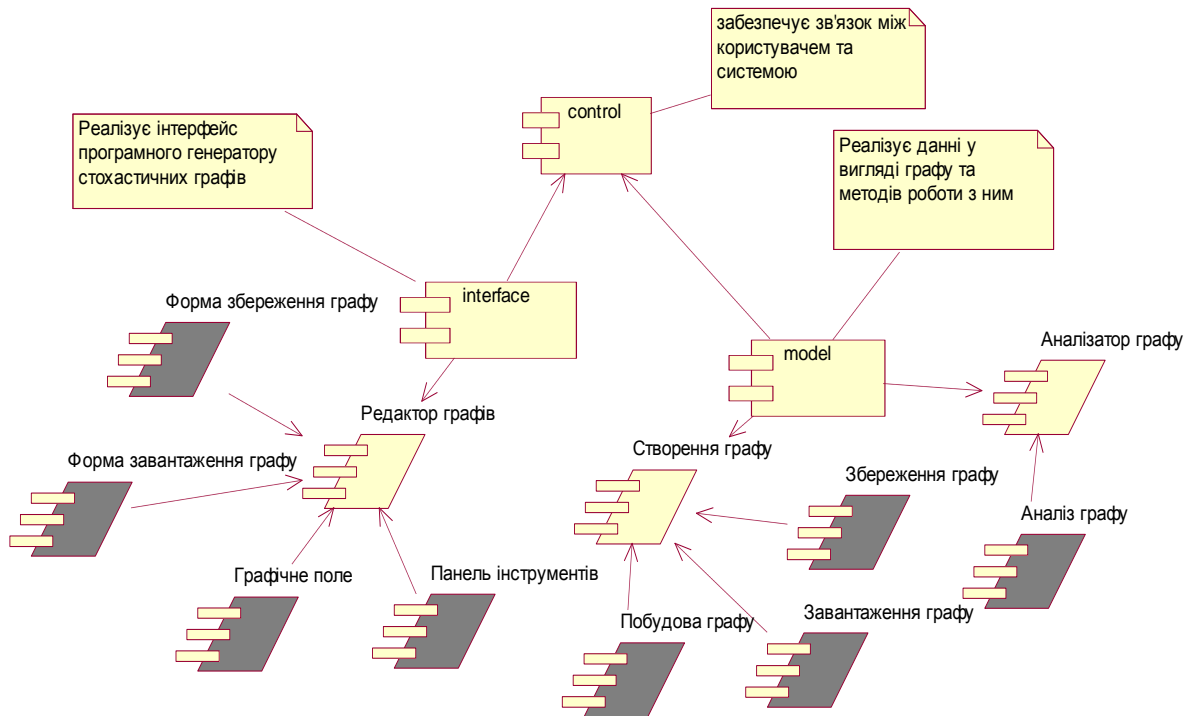 забезпечує зв'язок між
користувачем та
системою
control
Реалізує інтерфейс
програмного генератору
стохастичних графів
Реалізує данні у
вигляді графу та
методів роботи з ним
interface
Форма збереження графу
model
Аналізатор графу
Редактор графів
Створення графу
Форма завантаження графу
Збереження графу
Аналіз графу
Графічне поле
Панель інструментів
Побудова графу
Завантаження графу